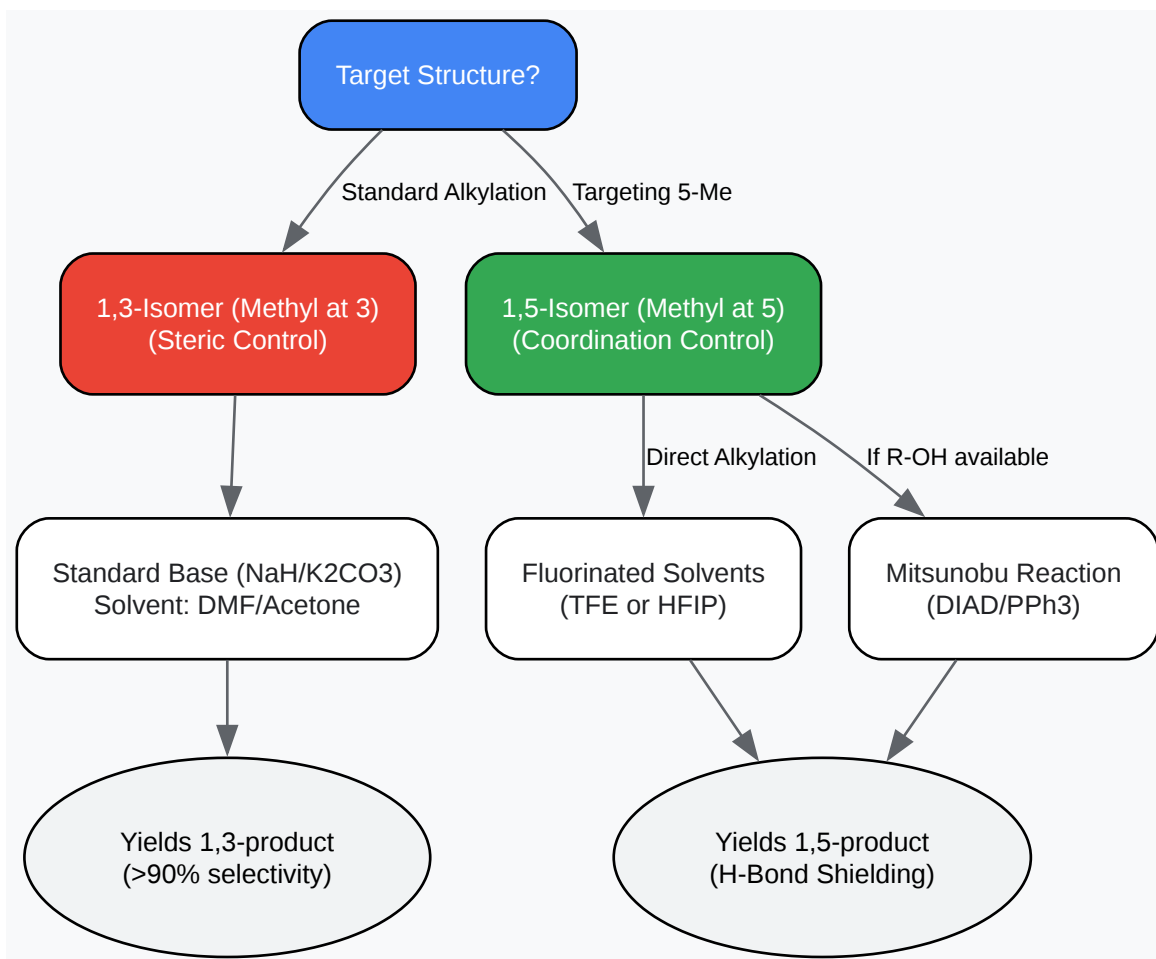 Target Structure?
Standard Alkylation
Targeting 5-Me
1,3-Isomer (Methyl at 3)
(Steric Control)
1,5-Isomer (Methyl at 5)
(Coordination Control)
Direct Alkylation
If R-OH available
Standard Base (NaH/K2CO3)
Solvent: DMF/Acetone
Fluorinated Solvents
(TFE or HFIP)
Mitsunobu Reaction
(DIAD/PPh3)
Yields 1,3-product
(>90% selectivity)
Yields 1,5-product
(H-Bond Shielding)